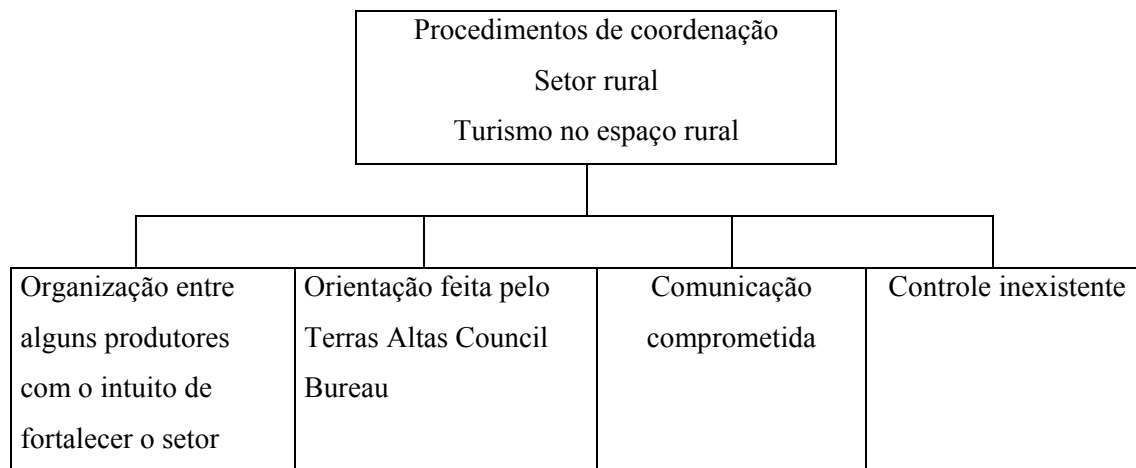 Procedimentos de coordenação
Setor rural
Turismo no espaço rural
Organização entre
alguns produtores
com o intuito de
fortalecer o setor
Orientação feita pelo
Terras Altas Council
Bureau
Comunicação
comprometida
Controle inexistente